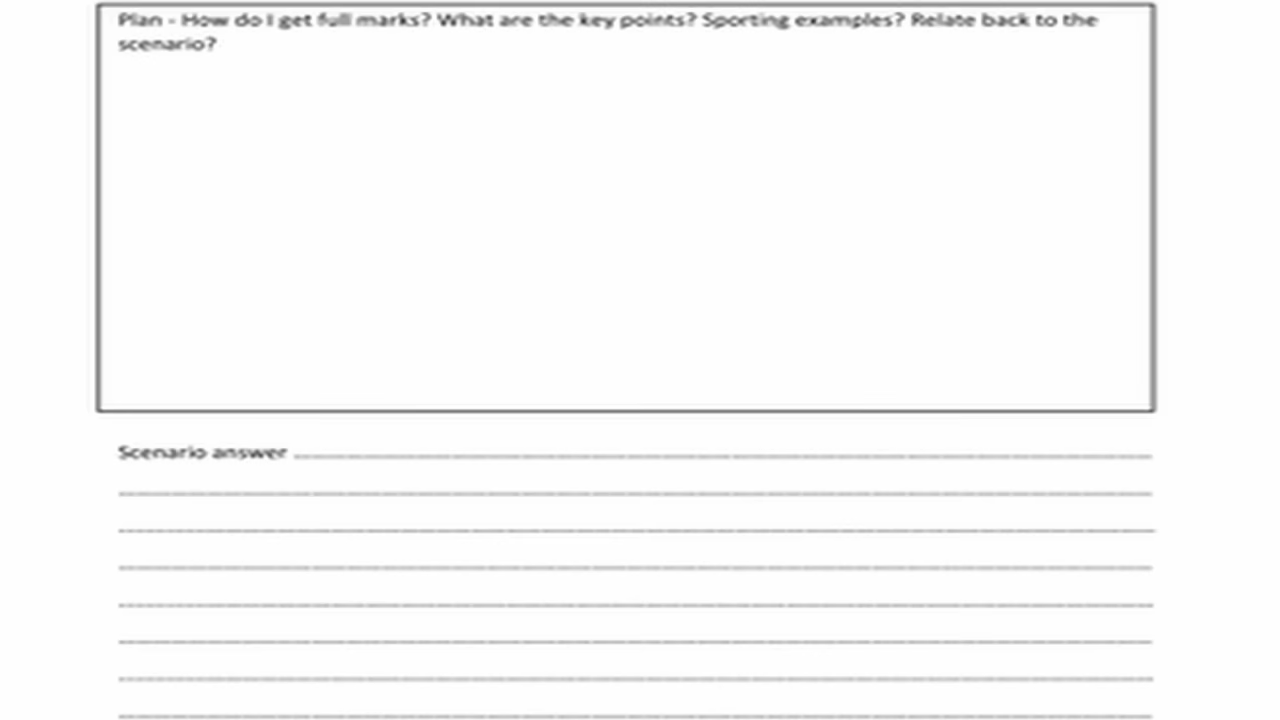 Plan - How do I get full marks? What are the key points? Sporting examples? Relate back to the
scenario?
Scenario answer